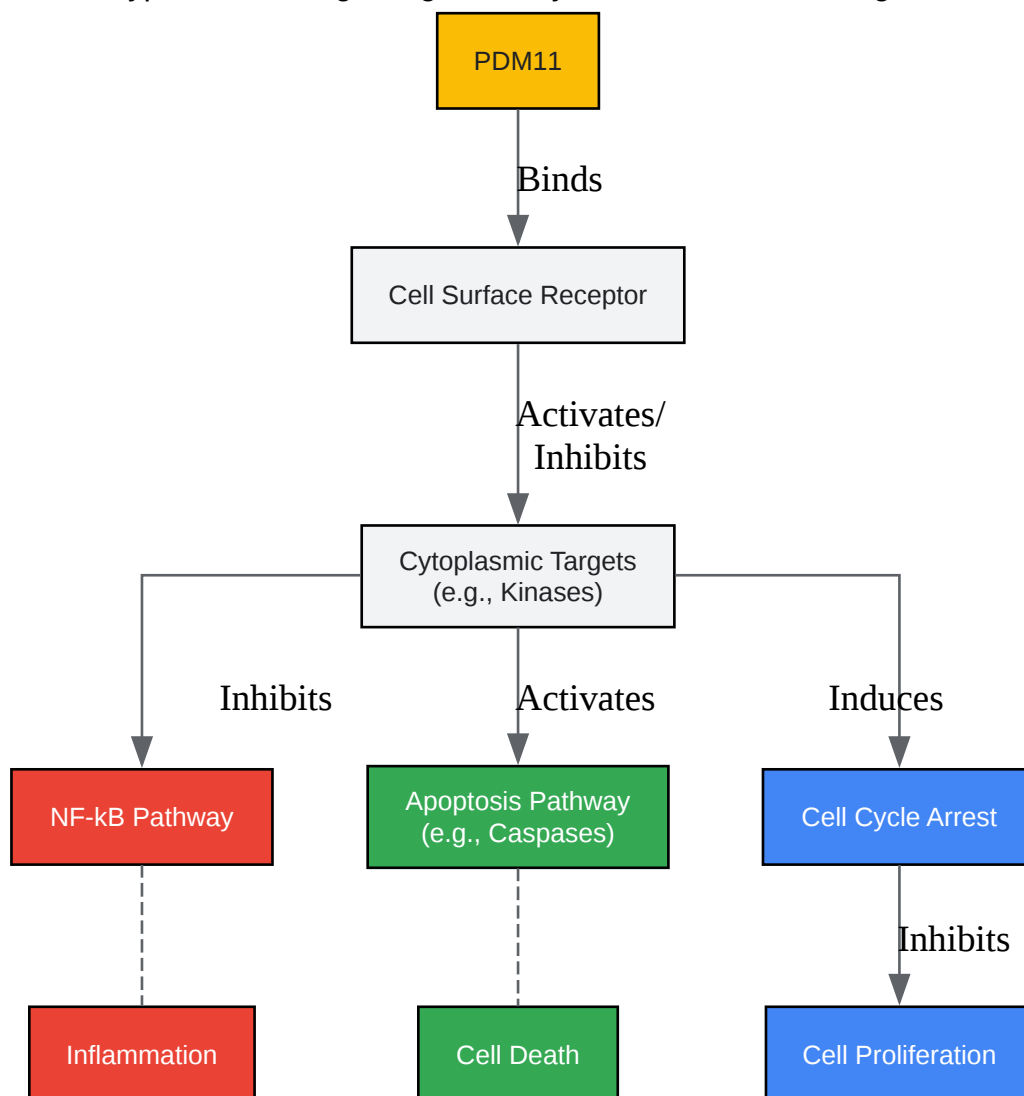 PDM11
Binds
Cell Surface Receptor
Activates/
Inhibits
Cytoplasmic Targets
(e.g., Kinases)
Inhibits
Activates
Induces
NF-kB Pathway
Apoptosis Pathway
(e.g., Caspases)
Cell Cycle Arrest
Inhibits
Inflammation
Cell Death
Cell Proliferation